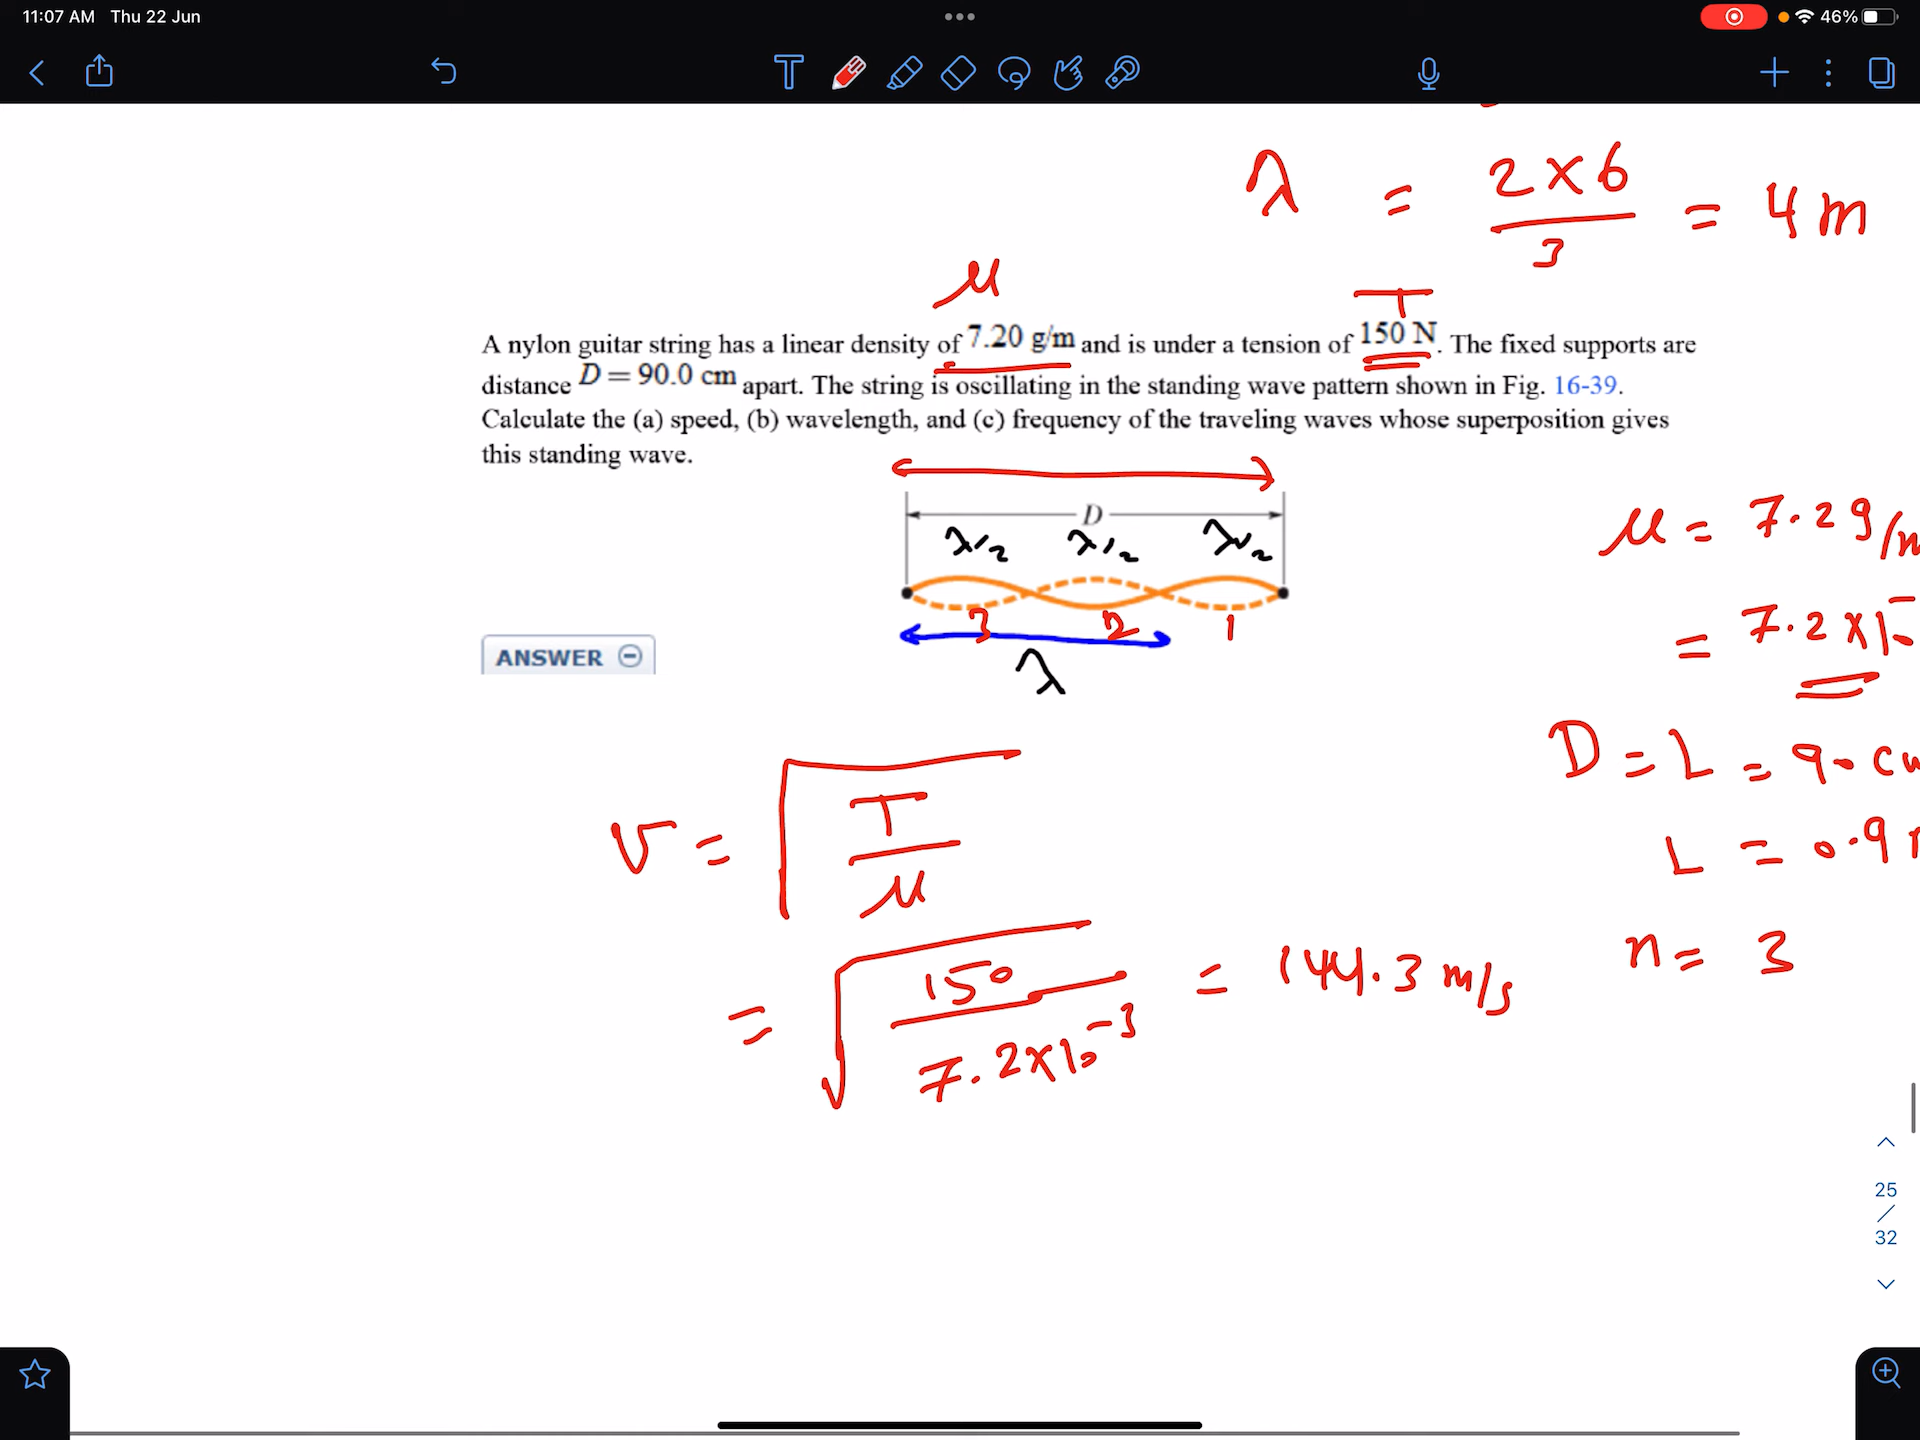 11:07 AM Thu 22 Jun
46%
λ = 2 × 6 / 3 = 4 m
μ
T
A nylon guitar string has a linear density of 7.20 g/m and is under a tension of 150 N. The fixed supports are
distance D = 90.0 cm apart. The string is oscillating in the standing wave pattern shown in Fig. 16-39.
Calculate the (a) speed, (b) wavelength, and (c) frequency of the traveling waves whose superposition gives
this standing wave.
D
λ/2 λ/2 λ/2
3 2 1
λ
ANSWER
μ = 7.2 g/m
= 7.2 × 10-
D = L = 90 cm
L = 0.9
n = 3
v = √ T / μ
= √ 150 / 7.2×10-3 = 144.3 m/s
25
/
32